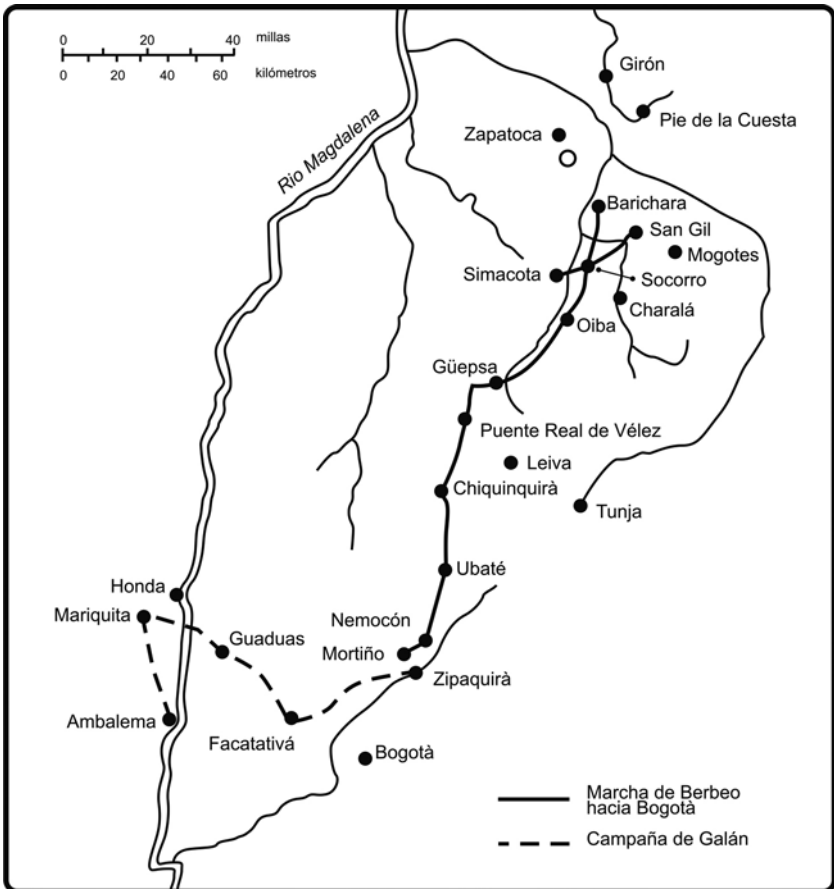 0 20 40 millas
0 20 40 60 kilómetros
Girón
Pie de la Cuesta
Zapatoca
Rio Magdalena
Barichara
San Gil
Mogotes
Simacota
Socorro
Charalá
Oiba
Güepsa
Puente Real de Vélez
Leiva
Chiquinquirà
Tunja
Ubaté
Honda
Mariquita
Nemocón
Guaduas
Mortiño
Zipaquirà
Ambalema
Facatativá
Bogotà
Marcha de Berbeo
hacia Bogotà
Campaña de Galán